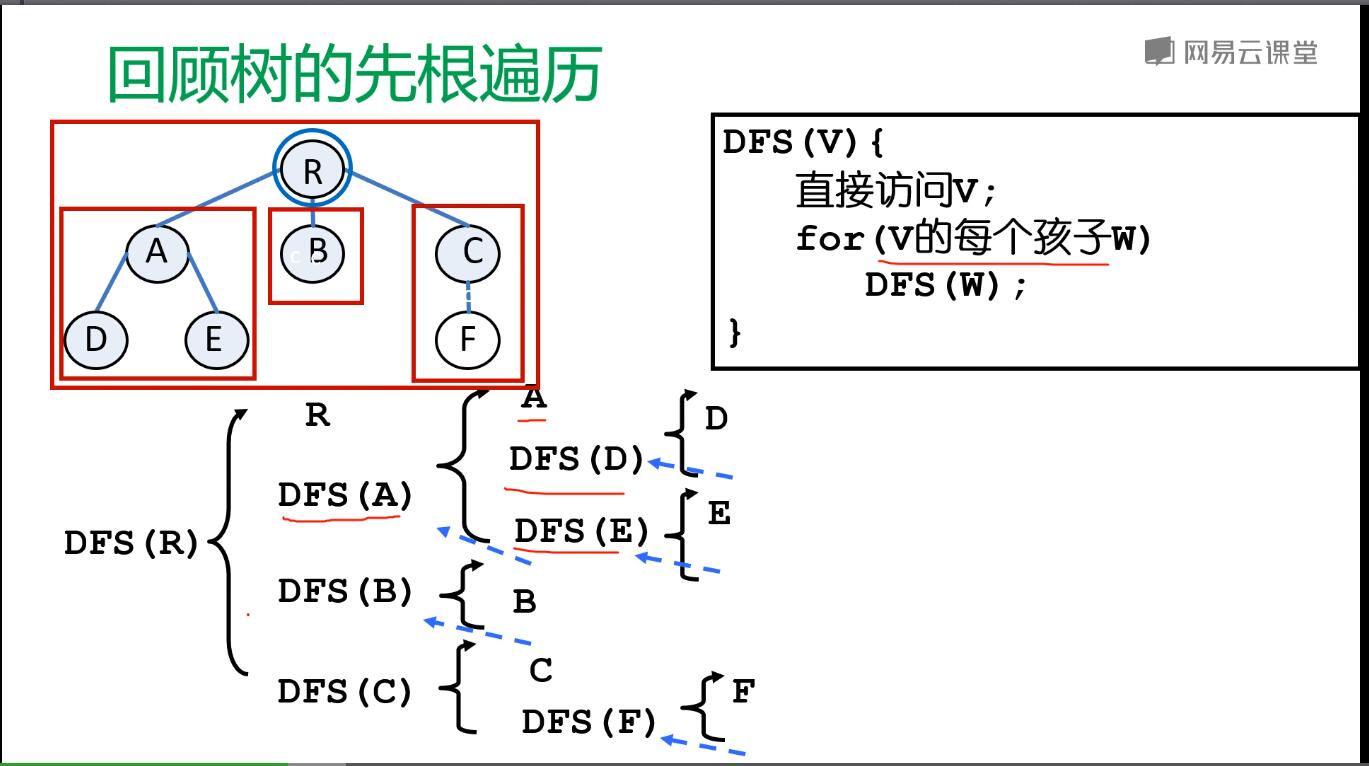 回顾树的先根遍历
网易云课堂
R
A
B
C
c c
D
E
F
DFS(V){
直接访问V;
for(V的每个孩子W)
DFS(W);
}
DFS(R)
R
DFS(A)
A
DFS(D)
D
DFS(E)
E
DFS(B)
B
DFS(C)
C
DFS(F)
F